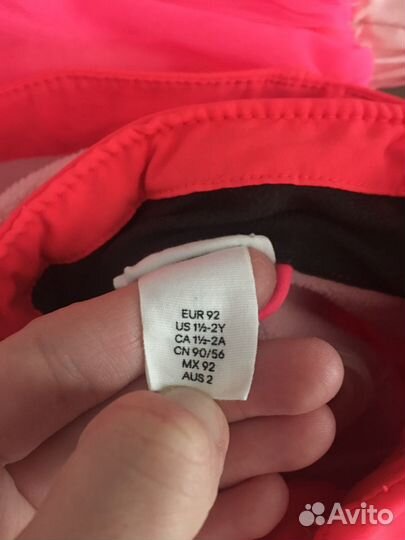 EUR 92
US 1½-2Y
CA 1½-2A
CN 90/56
MX 92
AUS 2
Avito